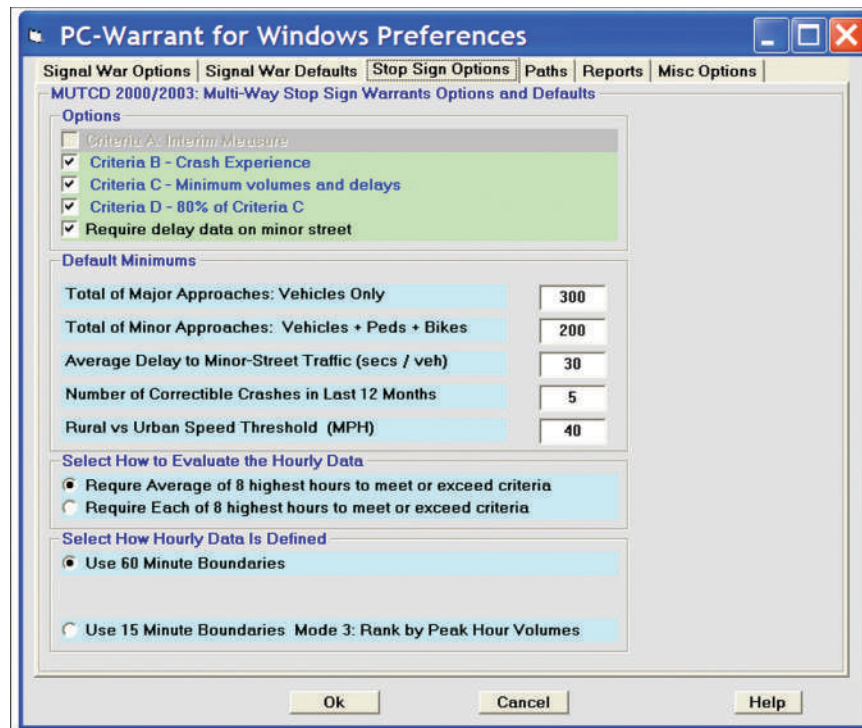 PC-Warrant for Windows Preferences
Signal War Options Signal War Defaults Stop Sign Options Paths Reports Misc Options
MUTCD 2000/2003: Multi-Way Stop Sign Warrants Options and Defaults
Options
Criteria A: Interim Measure
Criteria B - Crash Experience
Criteria C - Minimum volumes and delays
Criteria D - 80% of Criteria C
Require delay data on minor street
Default Minimums
Total of Major Approaches: Vehicles Only 300
Total of Minor Approaches: Vehicles + Peds + Bikes 200
Average Delay to Minor-Street Traffic (secs / veh) 30
Number of Correctible Crashes in Last 12 Months 5
Rural vs Urban Speed Threshold (MPH) 40
Select How to Evaluate the Hourly Data
Requre Average of 8 highest hours to meet or exceed criteria
Require Each of 8 highest hours to meet or exceed criteria
Select How Hourly Data Is Defined
Use 60 Minute Boundaries
Use 15 Minute Boundaries Mode 3: Rank by Peak Hour Volumes
Ok Cancel Help